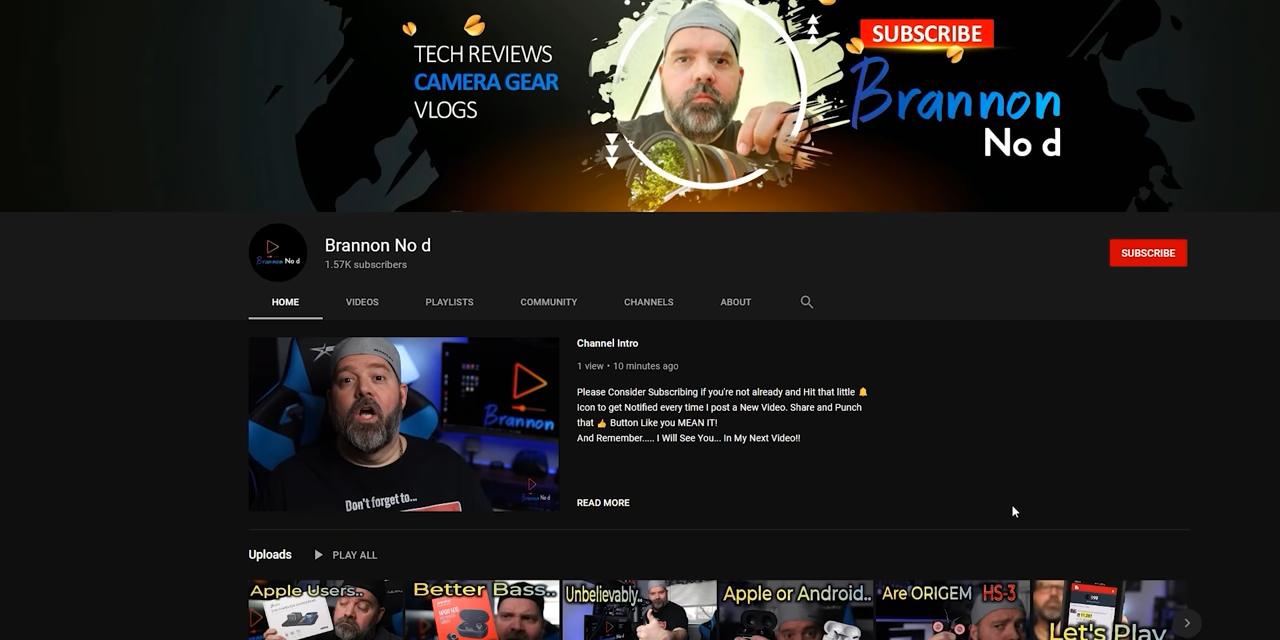 TECH REVIEWS
CAMERA GEAR
VLOGS
SUBSCRIBE
Brannon
No d
Brannon No d
Brannon No d
1.57K subscribers
SUBSCRIBE
HOME VIDEOS PLAYLISTS COMMUNITY CHANNELS ABOUT
Brannon
Don't forget to...
Brannon No d
Channel Intro
1 view • 10 minutes ago
Please Consider Subscribing if you're not already and Hit that little 🔔
Icon to get Notified every time I post a New Video. Share and Punch
that 👍 Button Like you MEAN IT!
And Remember..... I Will See You... In My Next Video!!
READ MORE
Uploads PLAY ALL
Apple Users..
Better Bass..
Unbelievably..
Apple or Android..
Are ORIGEM HS-3
Let's Play